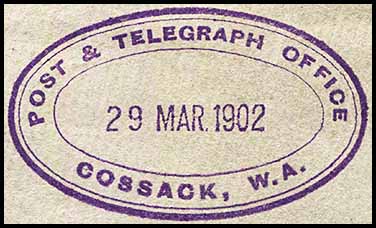 POST & TELEGRAPH OFFICE
29 MAR. 1902
COSSACK, W.A.